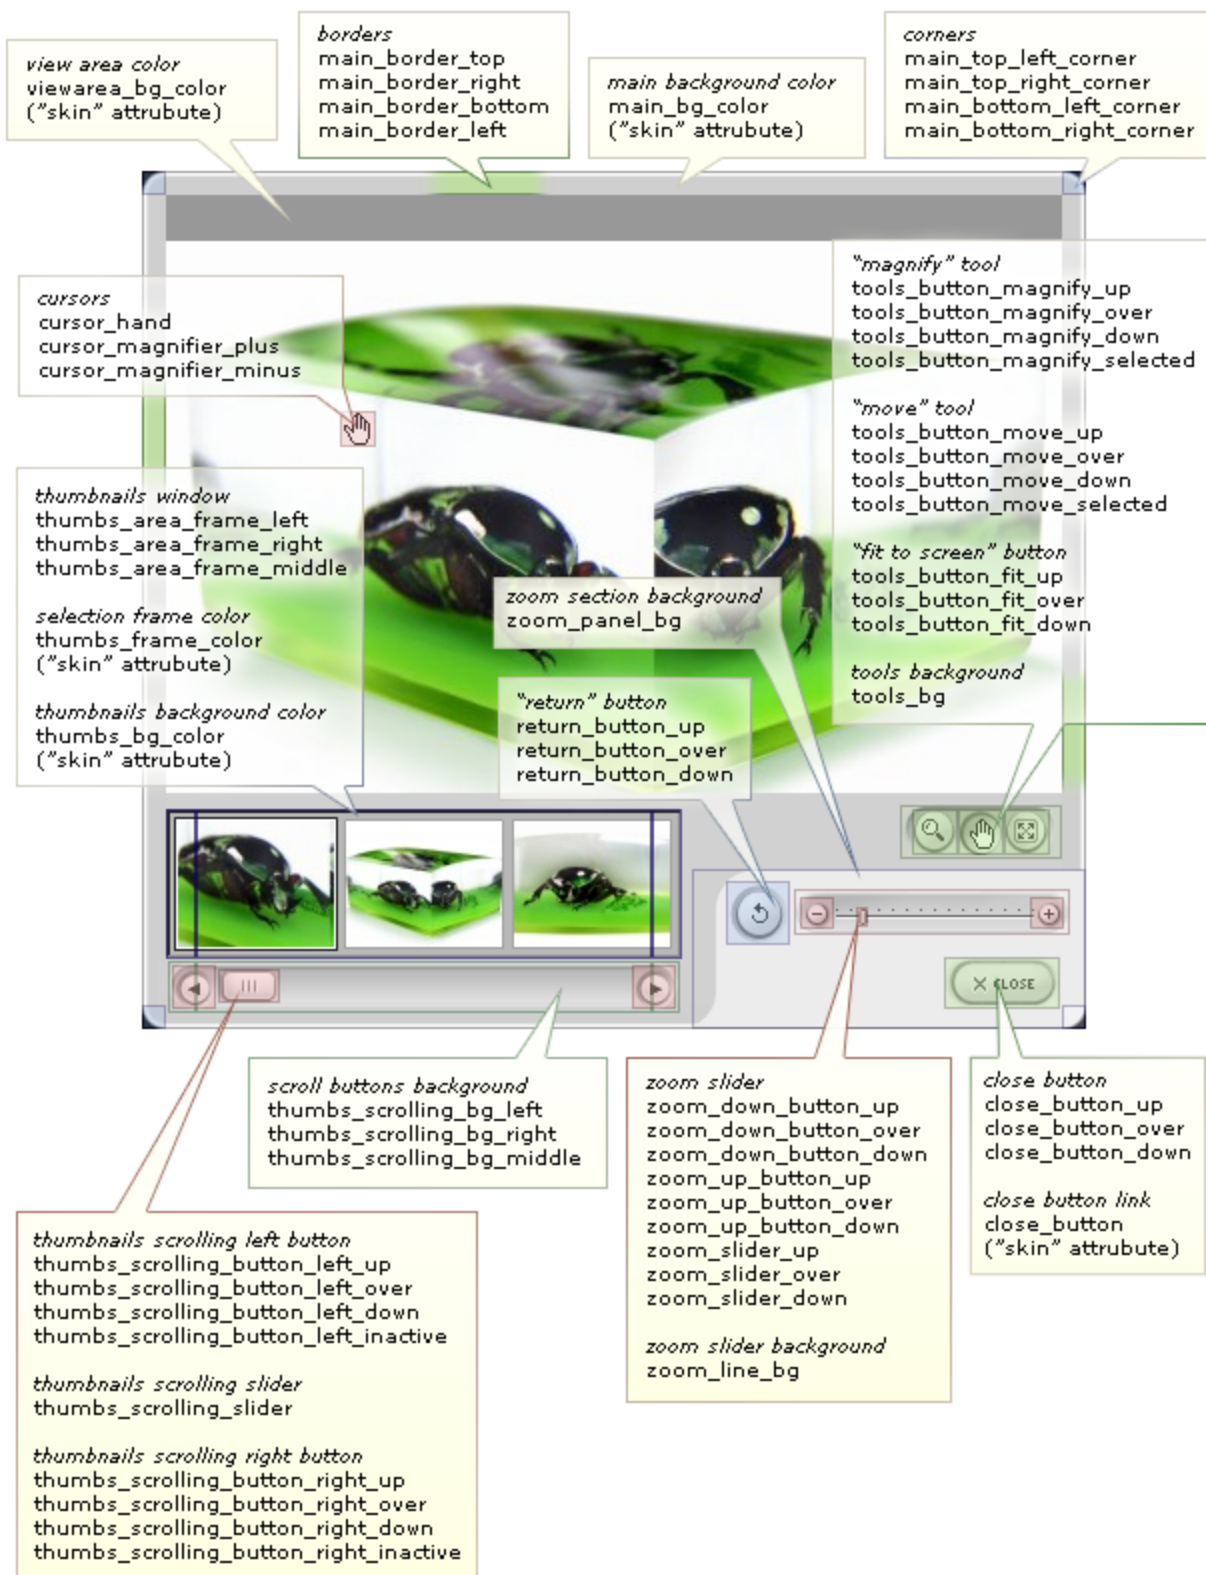 view area color
viewarea_bg_color
("skin" attrubute)
borders
main_border_top
main_border_right
main_border_bottom
main_border_left
main background color
main_bg_color
("skin" attrubute)
corners
main_top_left_corner
main_top_right_corner
main_bottom_left_corner
main_bottom_right_corner
cursors
cursor_hand
cursor_magnifier_plus
cursor_magnifier_minus
"magnify" tool
tools_button_magnify_up
tools_button_magnify_over
tools_button_magnify_down
tools_button_magnify_selected
"move" tool
tools_button_move_up
tools_button_move_over
tools_button_move_down
tools_button_move_selected
"fit to screen" button
tools_button_fit_up
tools_button_fit_over
tools_button_fit_down
tools background
tools_bg
thumbnails window
thumbs_area_frame_left
thumbs_area_frame_right
thumbs_area_frame_middle
selection frame color
thumbs_frame_color
("skin" attrubute)
thumbnails background color
thumbs_bg_color
("skin" attrubute)
zoom section background
zoom_panel_bg
"return" button
return_button_up
return_button_over
return_button_down
CLOSE
scroll buttons background
thumbs_scrolling_bg_left
thumbs_scrolling_bg_right
thumbs_scrolling_bg_middle
zoom slider
zoom_down_button_up
zoom_down_button_over
zoom_down_button_down
zoom_up_button_up
zoom_up_button_over
zoom_up_button_down
zoom_slider_up
zoom_slider_over
zoom_slider_down
zoom slider background
zoom_line_bg
close button
close_button_up
close_button_over
close_button_down
close button link
close_button
("skin" attrubute)
thumbnails scrolling left button
thumbs_scrolling_button_left_up
thumbs_scrolling_button_left_over
thumbs_scrolling_button_left_down
thumbs_scrolling_button_left_inactive
thumbnails scrolling slider
thumbs_scrolling_slider
thumbnails scrolling right button
thumbs_scrolling_button_right_up
thumbs_scrolling_button_right_over
thumbs_scrolling_button_right_down
thumbs_scrolling_button_right_inactive